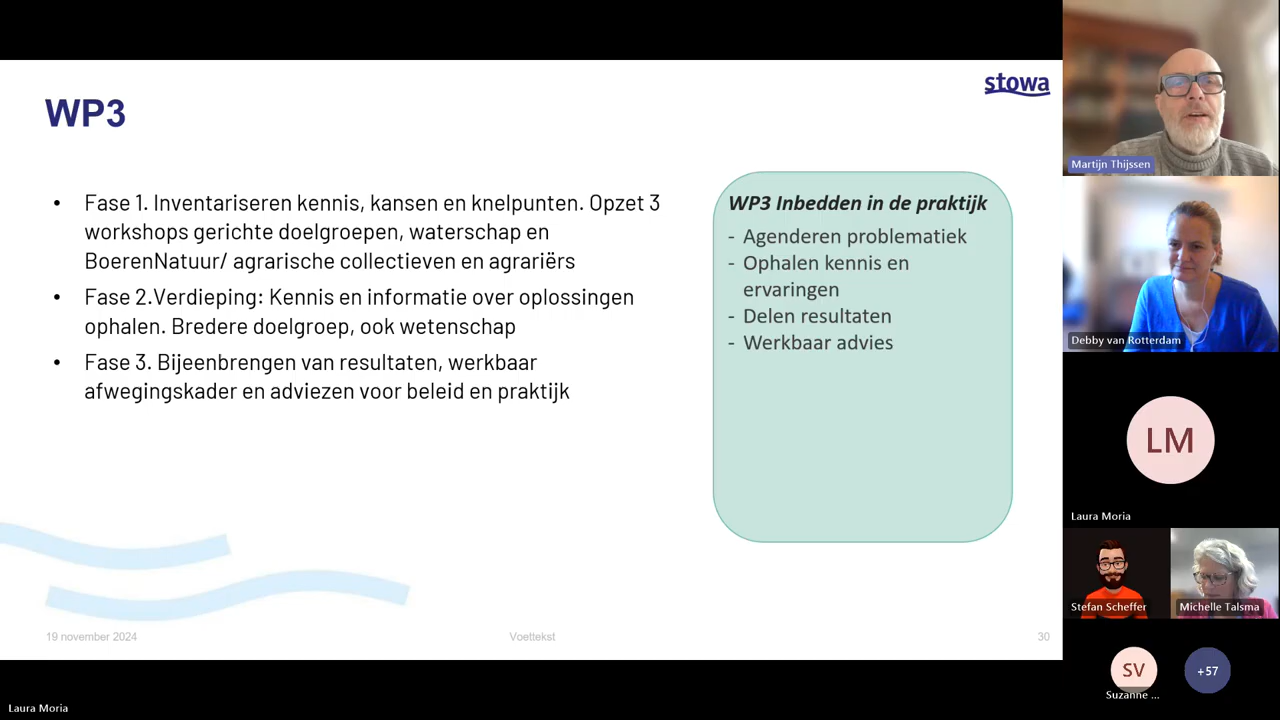 stowa
WP3
• Fase 1. Inventariseren kennis, kansen en knelpunten. Opzet 3
workshops gerichte doelgroepen, waterschap en
BoerenNatuur/ agrarische collectieven en agrariërs
• Fase 2.Verdieping: Kennis en informatie over oplossingen
ophalen. Bredere doelgroep, ook wetenschap
• Fase 3. Bijeenbrengen van resultaten, werkbaar
afwegingskader en adviezen voor beleid en praktijk
WP3 Inbedden in de praktijk
- Agenderen problematiek
- Ophalen kennis en
ervaringen
- Delen resultaten
- Werkbaar advies
19 november 2024
Voettekst
30
Laura Moria
Martijn Thijssen
Debby van Rotterdam
LM
Laura Moria
Stefan Scheffer
Michelle Talsma
SV
Suzanne ...
+57